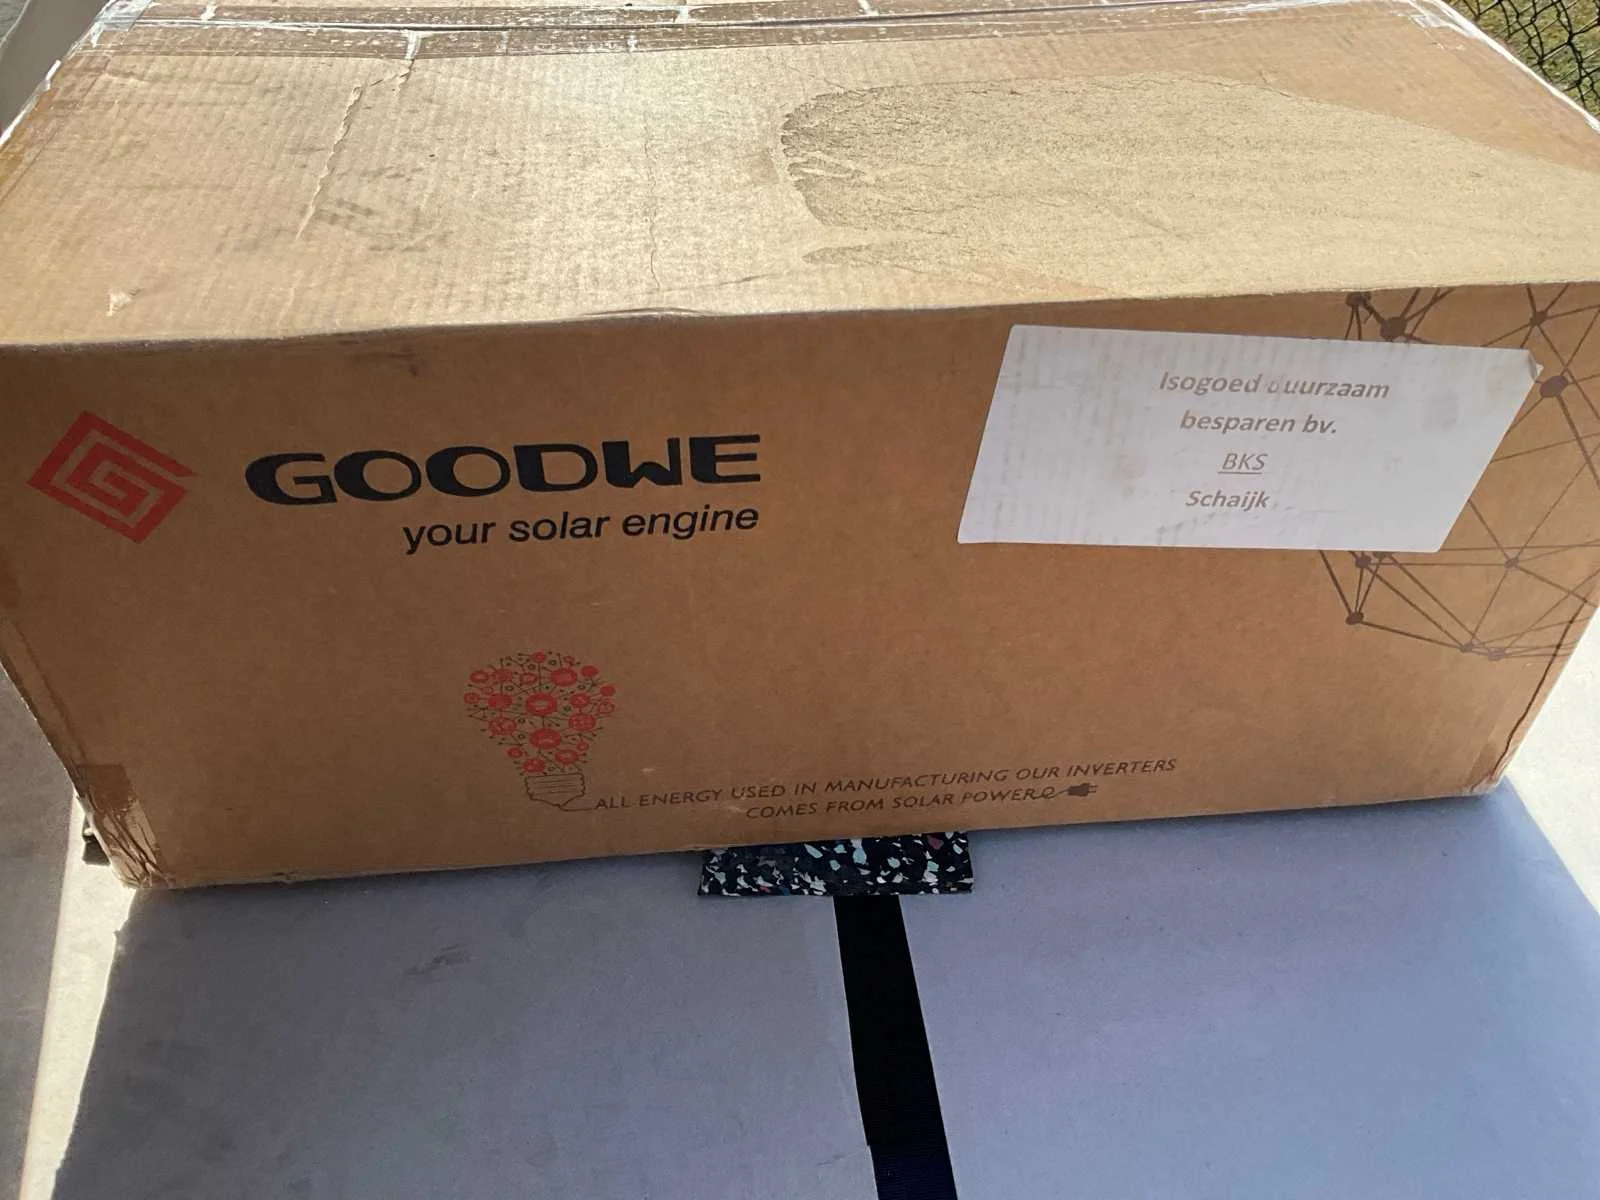 GOODWE
your solar engine
Isogoed duurzaam
besparen bv.
BKS
Schaijk
ALL ENERGY USED IN MANUFACTURING OUR INVERTERS
COMES FROM SOLAR POWER